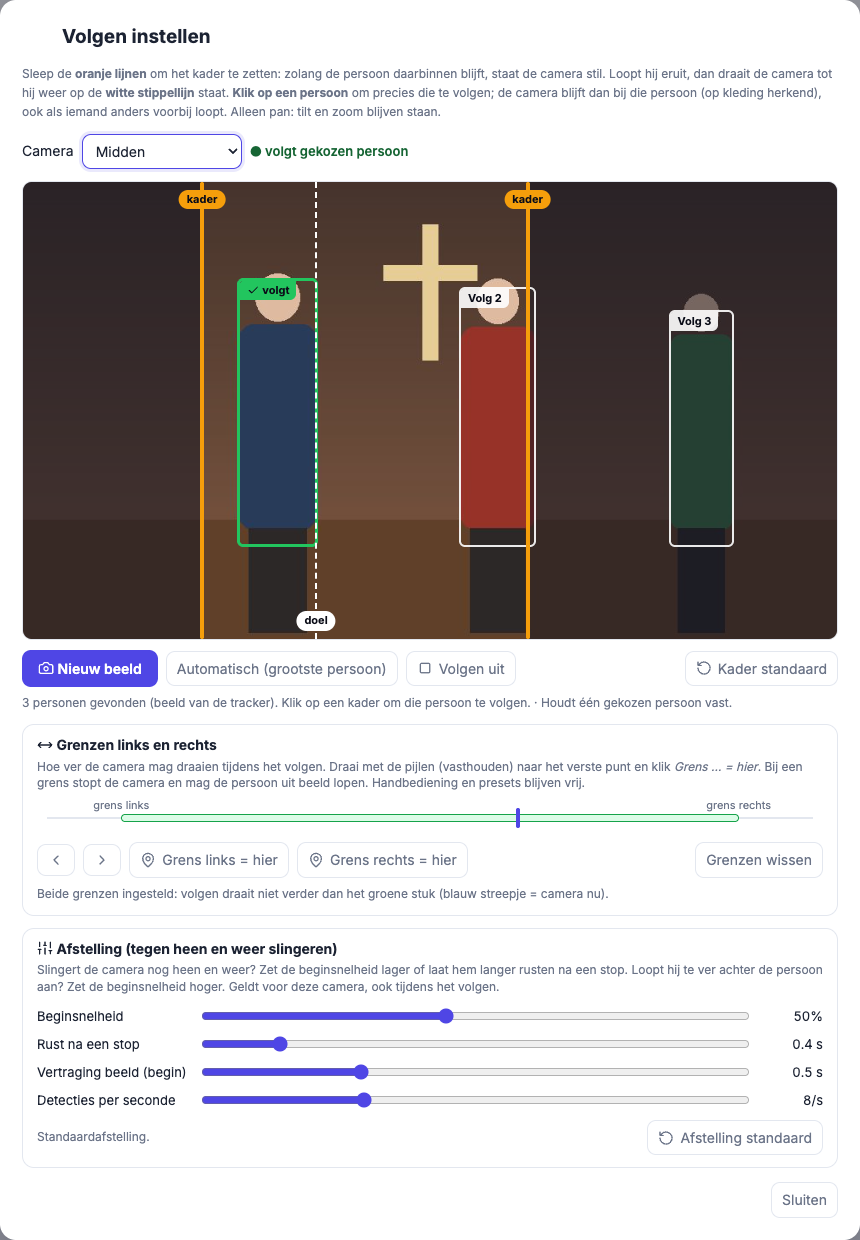 Volgen instellen
Sleep de oranje lijnen om het kader te zetten: zolang de persoon daarbinnen blijft, staat de camera stil. Loopt hij eruit, dan draait de camera tot
hij weer op de witte stippellijn staat. Klik op een persoon om precies die te volgen; de camera blijft dan bij die persoon (op kleding herkend),
ook als iemand anders voorbij loopt. Alleen pan: tilt en zoom blijven staan.
Camera Midden volgt gekozen persoon
kader kader
volgt Volg 2 Volg 3
doel
Nieuw beeld Automatisch (grootste persoon) Volgen uit Kader standaard
3 personen gevonden (beeld van de tracker). Klik op een kader om die persoon te volgen. · Houdt één gekozen persoon vast.
Grenzen links en rechts
Hoe ver de camera mag draaien tijdens het volgen. Draai met de pijlen (vasthouden) naar het verste punt en klik Grens ... = hier. Bij een
grens stopt de camera en mag de persoon uit beeld lopen. Handbediening en presets blijven vrij.
grens links grens rechts
Grens links = hier Grens rechts = hier Grenzen wissen
Beide grenzen ingesteld: volgen draait niet verder dan het groene stuk (blauw streepje = camera nu).
Afstelling (tegen heen en weer slingeren)
Slingert de camera nog heen en weer? Zet de beginsnelheid lager of laat hem langer rusten na een stop. Loopt hij te ver achter de persoon
aan? Zet de beginsnelheid hoger. Geldt voor deze camera, ook tijdens het volgen.
Beginsnelheid 50%
Rust na een stop 0.4 s
Vertraging beeld (begin) 0.5 s
Detecties per seconde 8/s
Standaardafstelling. Afstelling standaard
Sluiten